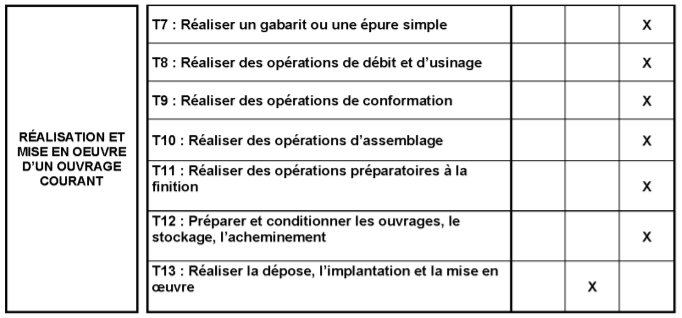 T7 : Réaliser un gabarit ou une épure simple X
T8 : Réaliser des opérations de débit et d'usinage X
T9 : Réaliser des opérations de conformation X
RÉALISATION ET
MISE EN OEUVRE
D'UN OUVRAGE
COURANT
T10 : Réaliser des opérations d'assemblage X
T11 : Réaliser des opérations préparatoires à la
finition X
T12 : Préparer et conditionner les ouvrages, le
stockage, l'acheminement X
T13 : Réaliser la dépose, l'implantation et la mise en
œuvre X